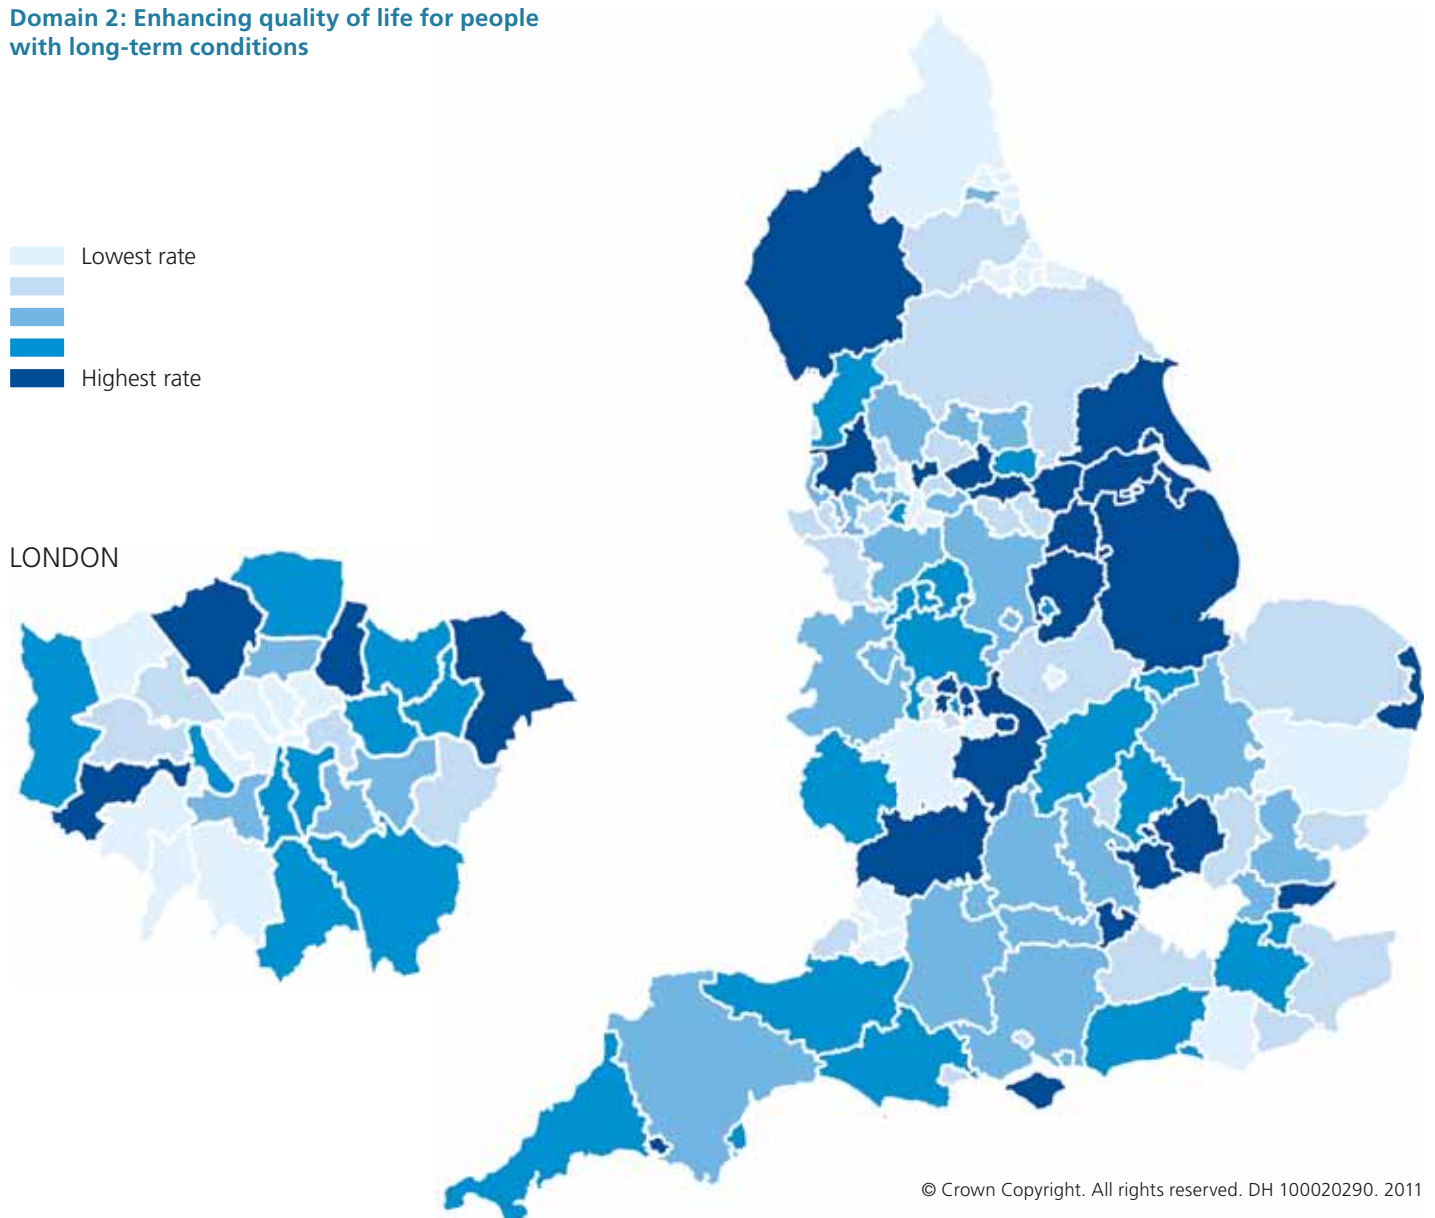 Domain 2: Enhancing quality of life for people
with long-term conditions
Lowest rate
Highest rate
LONDON
© Crown Copyright. All rights reserved. DH 100020290. 2011